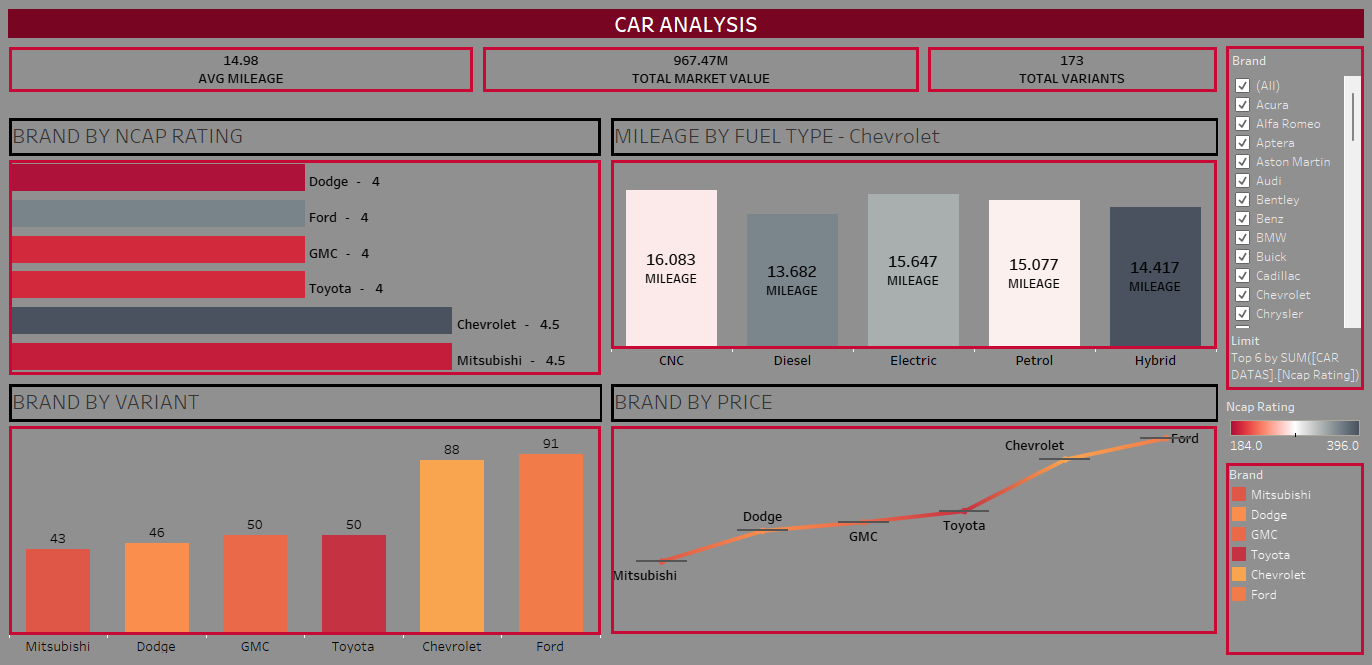 CAR ANALYSIS
14.98
AVG MILEAGE
967.47M
TOTAL MARKET VALUE
173
TOTAL VARIANTS
BRAND BY NCAP RATING
Dodge - 4
Ford - 4
GMC - 4
Toyota - 4
Chevrolet - 4.5
Mitsubishi - 4.5
MILEAGE BY FUEL TYPE - Chevrolet
16.083
MILEAGE
13.682
MILEAGE
15.647
MILEAGE
15.077
MILEAGE
14.417
MILEAGE
CNC Diesel Electric Petrol Hybrid
BRAND BY VARIANT
43 46 50 50 88 91
Mitsubishi Dodge GMC Toyota Chevrolet Ford
BRAND BY PRICE
Mitsubishi
Dodge
GMC
Toyota
Chevrolet
Ford
Brand
(All)
Acura
Alfa Romeo
Aptera
Aston Martin
Audi
Bentley
Benz
BMW
Buick
Cadillac
Chevrolet
Chrysler
Limit
Top 6 by SUM([CAR
DATAS].[Ncap Rating])
Ncap Rating
184.0 396.0
Brand
Mitsubishi
Dodge
GMC
Toyota
Chevrolet
Ford